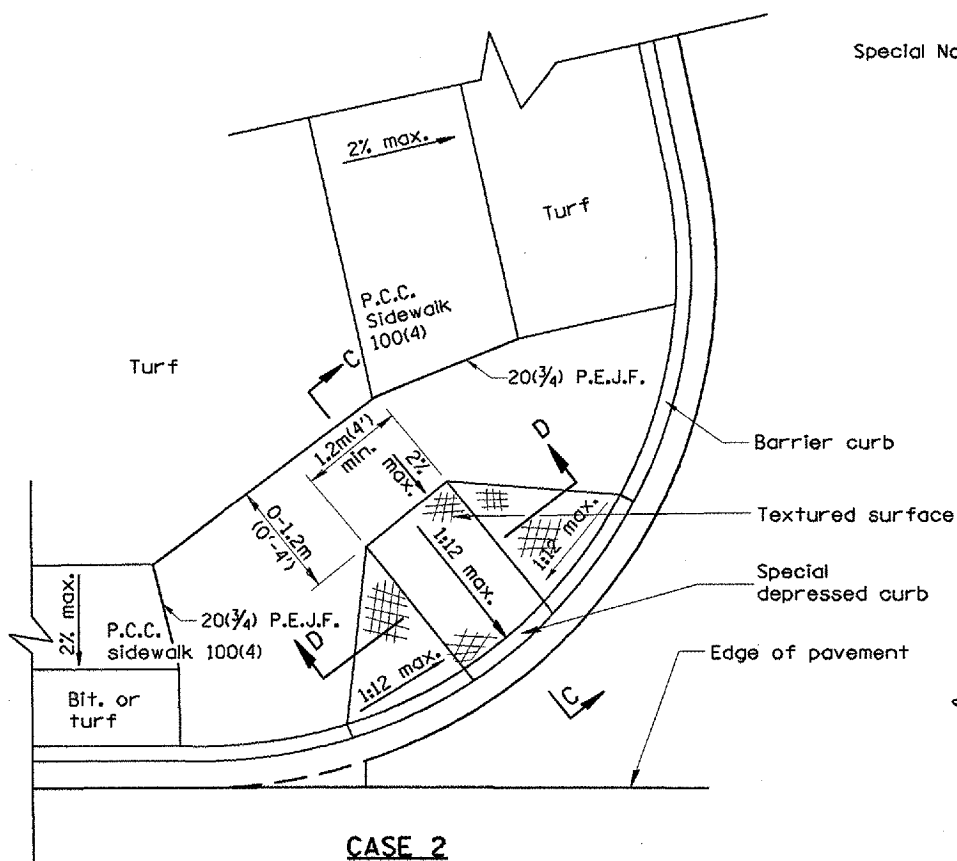 Special No
2% max.
Turf
P.C.C.
Sidewalk
100(4)
Turf
C
20(3/4) P.E.J.F.
1.2m(4')
min.
2%
max.
D
Barrier curb
0-1.2m
(0'-4')
Textured surface
1:12 max.
1:12 max.
Special
depressed curb
2% max.
20(3/4) P.E.J.F.
P.C.C.
sidewalk 100(4)
D
1:12 max.
Edge of pavement
Bit. or
turf
C
CASE 2